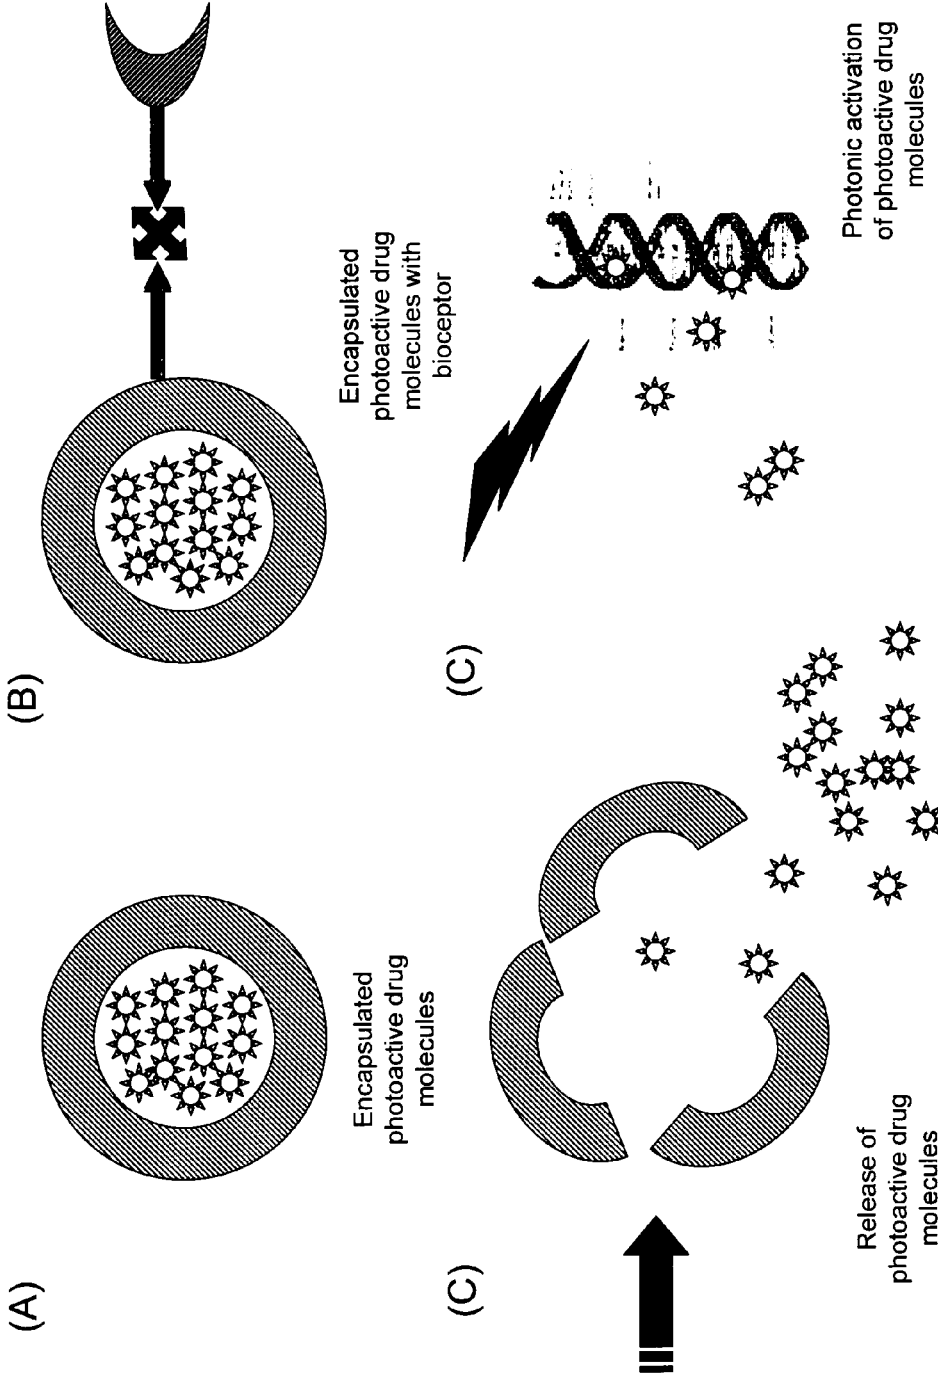 (A)
Encapsulated
photoactive drug
molecules
(B)
Encapsulated
photoactive drug
molecules with
bioceptor
(C)
Release of
photoactive drug
molecules
(C)
Photonic activation
of photoactive drug
molecules